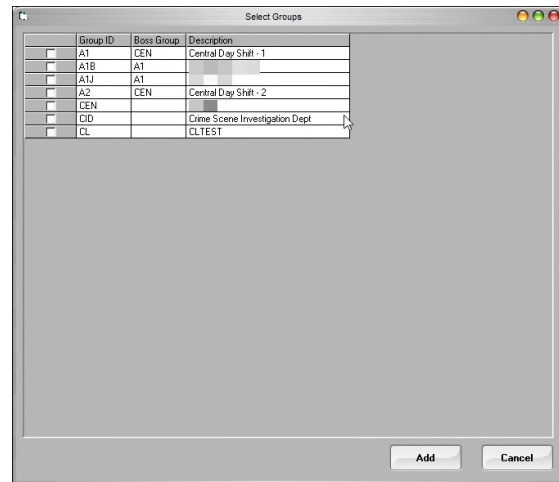 Select Groups
Group ID Boss Group Description
A1 CEN Central Day Shift - 1
A1B A1
A1J A1
A2 CEN Central Day Shift - 2
CEN
CID Crime Scene Investigation Dept
CL CLTEST
Add Cancel